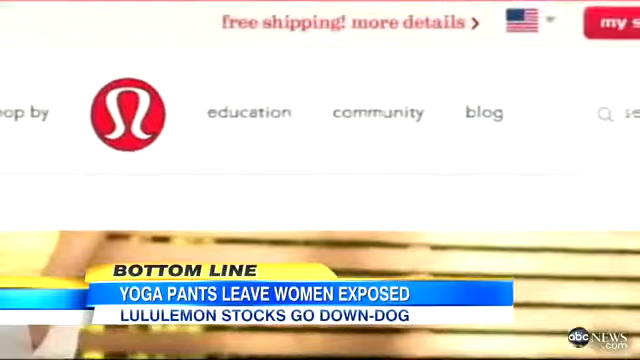 free shipping! more details >
my s
op by
education
community
blog
se
BOTTOM LINE
YOGA PANTS LEAVE WOMEN EXPOSED
LULULEMON STOCKS GO DOWN-DOG
abc NEWS
.com